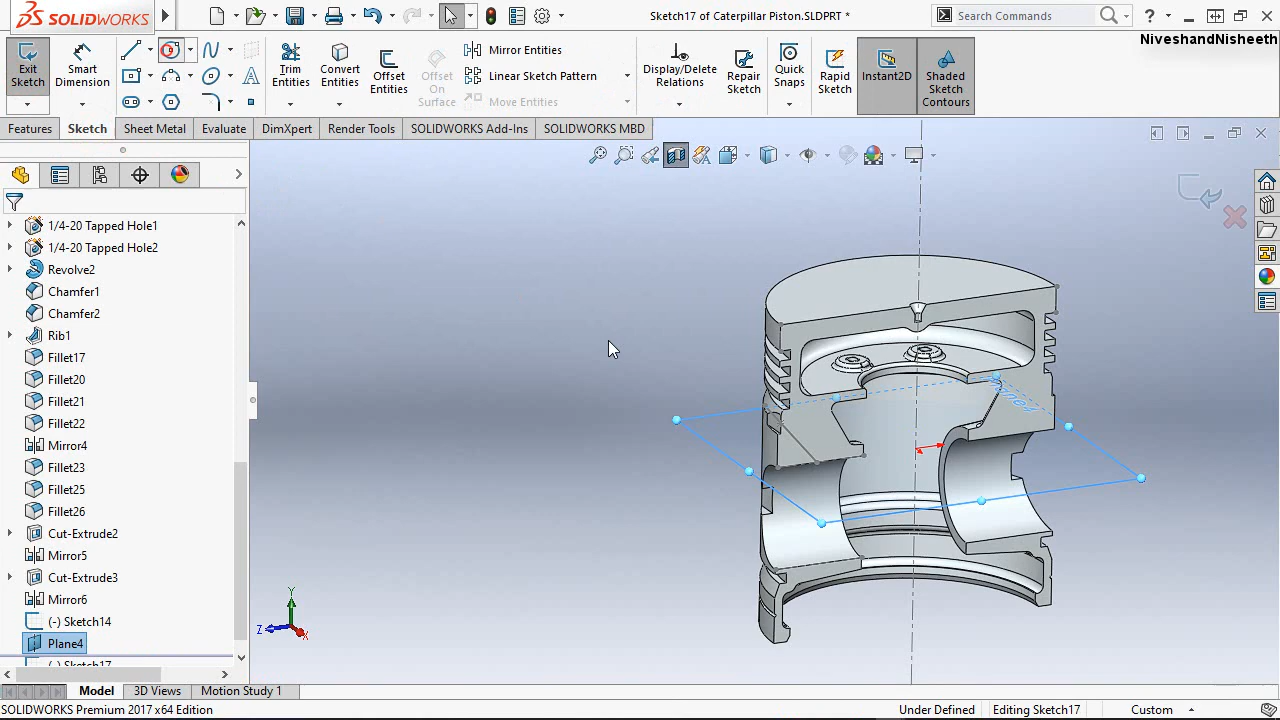 SOLIDWORKS
Sketch17 of Caterpillar Piston.SLDPRT *
Search Commands
NiveshandNisheeth
Exit Sketch
Smart Dimension
Trim Entities
Convert Entities
Offset Entities
Offset On Surface
Mirror Entities
Linear Sketch Pattern
Move Entities
Display/Delete Relations
Repair Sketch
Quick Snaps
Rapid Sketch
Instant2D
Shaded Sketch Contours
Features
Sketch
Sheet Metal
Evaluate
DimXpert
Render Tools
SOLIDWORKS Add-Ins
SOLIDWORKS MBD
1/4-20 Tapped Hole1
1/4-20 Tapped Hole2
Revolve2
Chamfer1
Chamfer2
Rib1
Fillet17
Fillet20
Fillet21
Fillet22
Mirror4
Fillet23
Fillet25
Fillet26
Cut-Extrude2
Mirror5
Cut-Extrude3
Mirror6
(-) Sketch14
Plane4
(-) Sketch17
Plane4
Y
Z
X
Model
3D Views
Motion Study 1
SOLIDWORKS Premium 2017 x64 Edition
Under Defined
Editing Sketch17
Custom